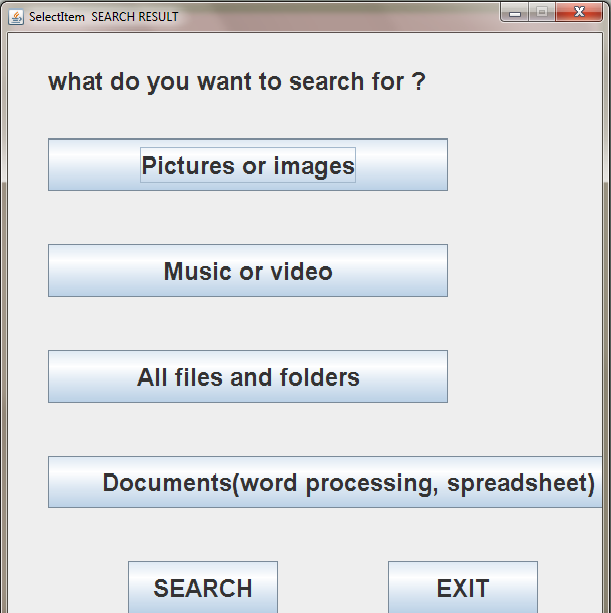 SelectItem  SEARCH RESULT
what do you want to search for ?
Pictures or images
Music or video
All files and folders
Documents(word processing, spreadsheet)
SEARCH
EXIT